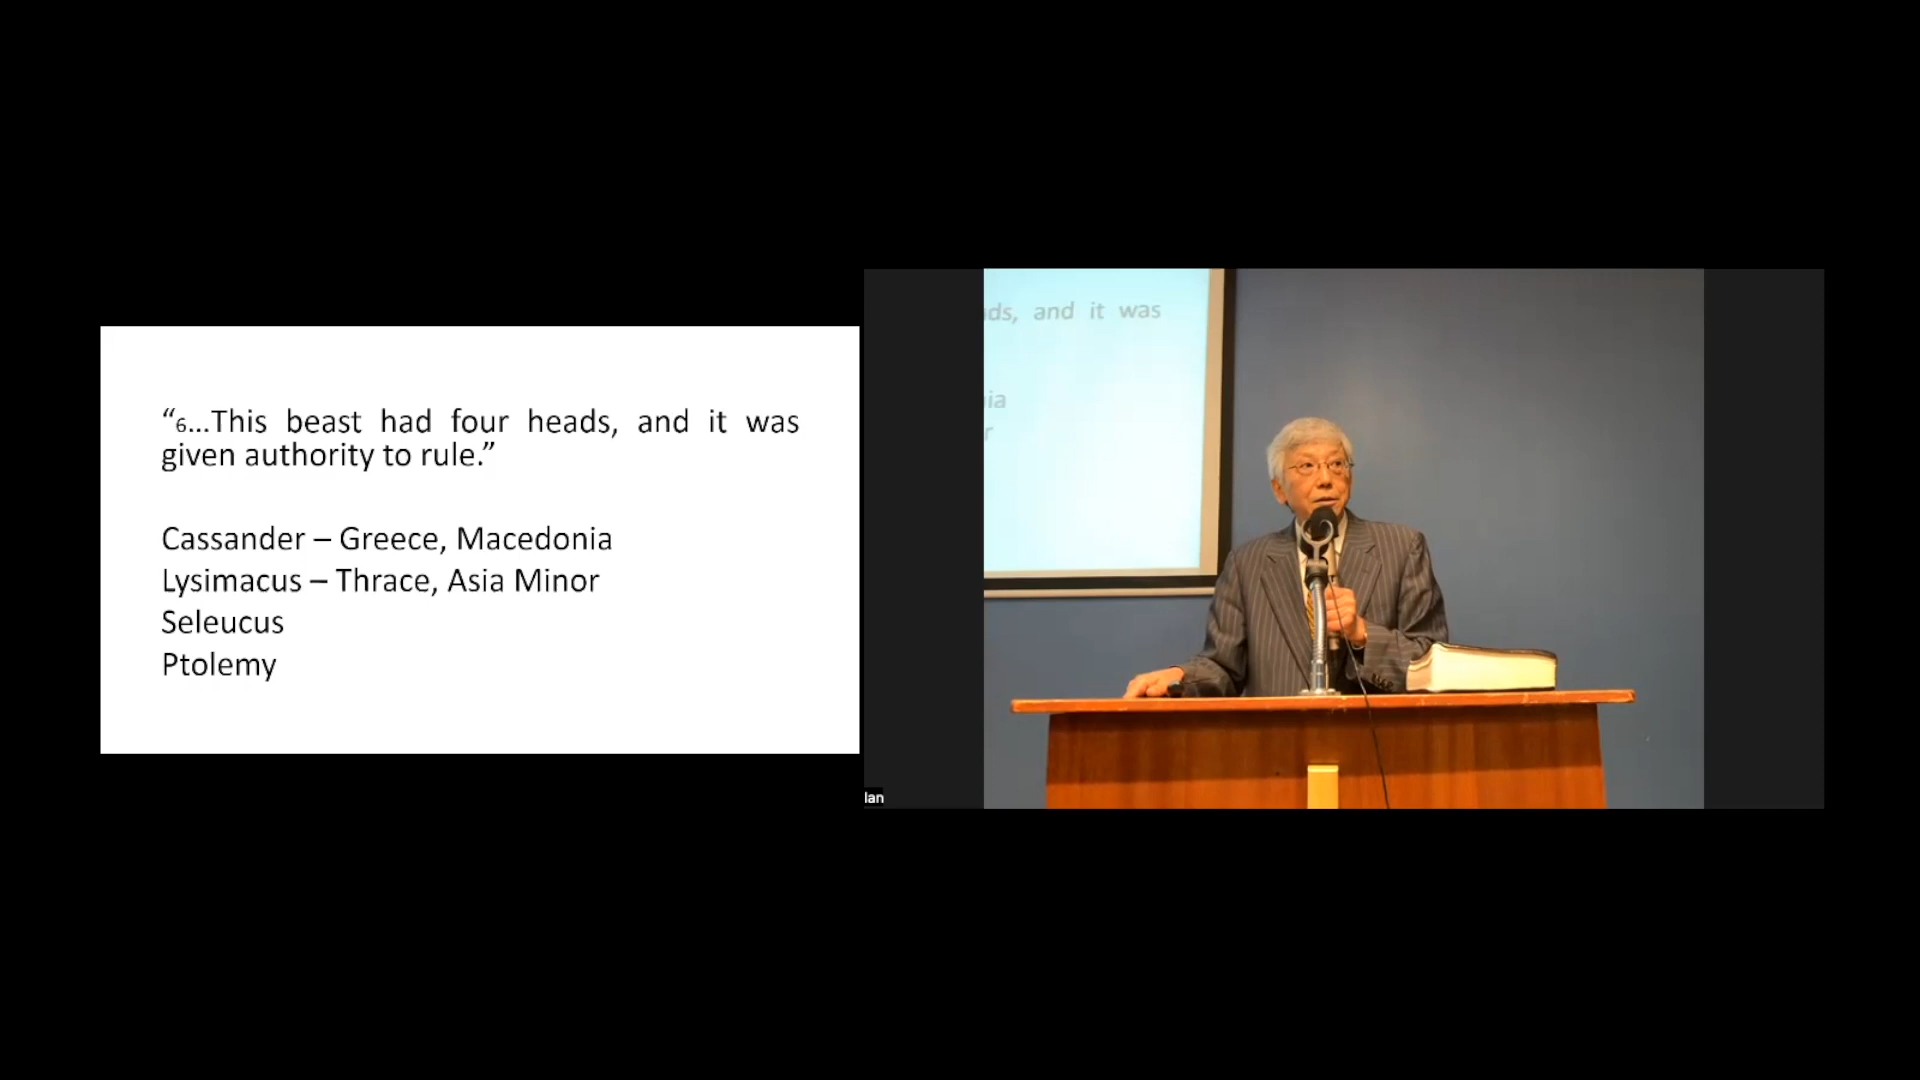 “6...This beast had four heads, and it was
given authority to rule.”
Cassander – Greece, Macedonia
Lysimacus – Thrace, Asia Minor
Seleucus
Ptolemy
ds, and it was
ia
r
lan